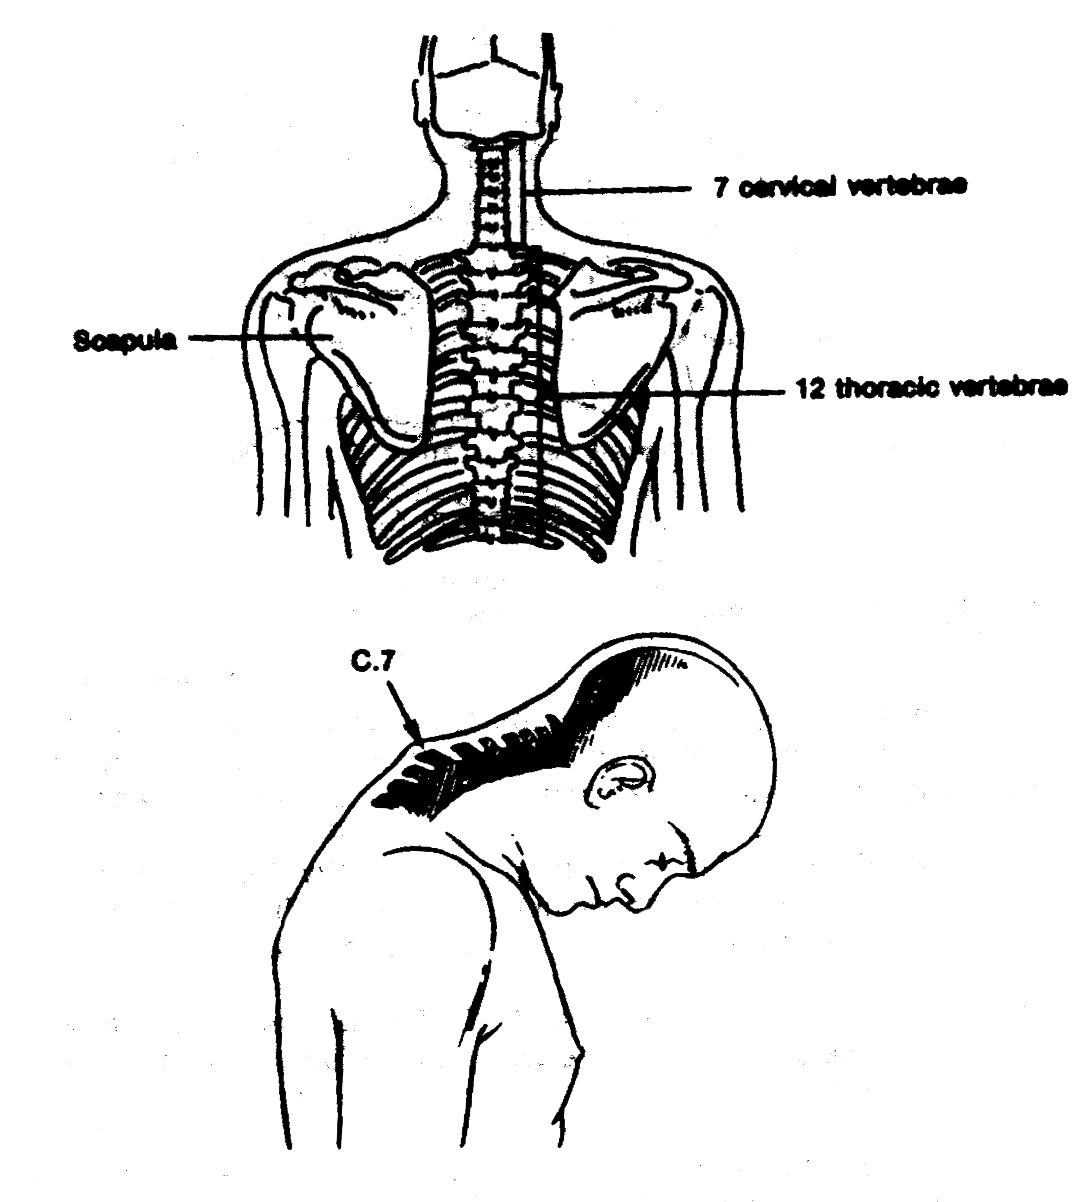 7 cervical vertebrae
Scapula
12 thoracic vertebrae
C.7